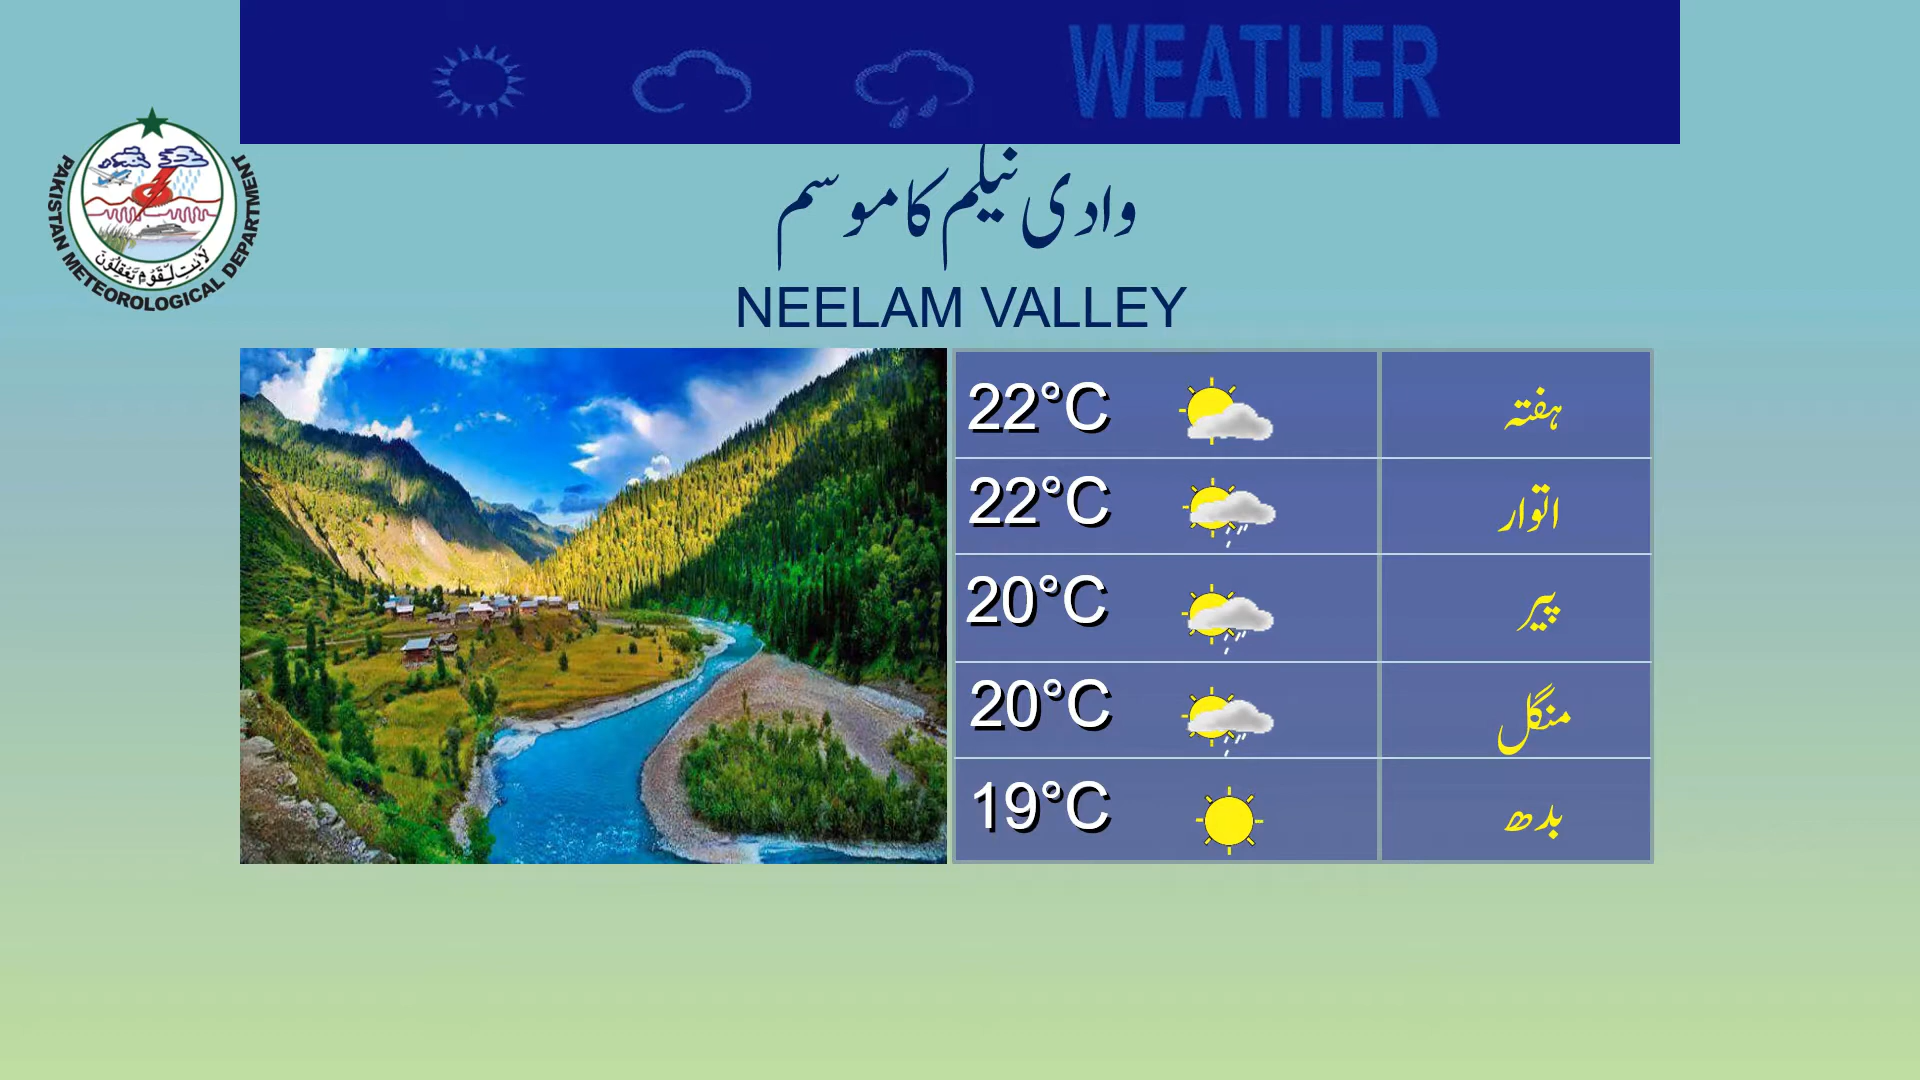 WEATHER
PAKISTAN METEOROLOGICAL DEPARTMENT
لَاٰيٰتٍ لِّقَوْمٍ يَّعْقِلُوْنَ
وادی نیلم کا موسم
NEELAM VALLEY
22°C ہفتہ
22°C اتوار
20°C پیر
20°C منگل
19°C بدھ